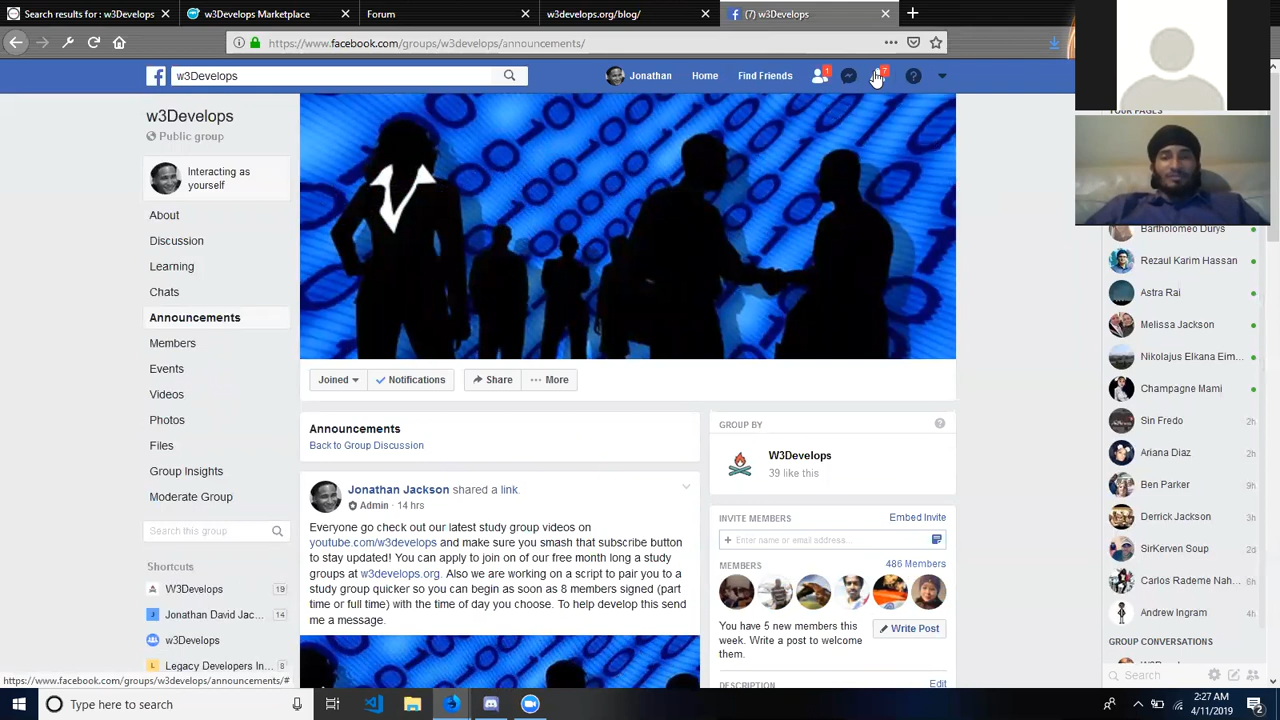 w3Develops | Search
w3Develops Marketplace
Forum
w3develops.org/blog/
(7) w3Develops
https://www.facebook.com/groups/w3develops/announcements/
w3Develops
Jonathan
Home
Find Friends
1
7
w3Develops
Public group
Interacting as
yourself
About
Discussion
Learning
Chats
Announcements
Members
Events
Videos
Photos
Files
Group Insights
Moderate Group
Search this group
Shortcuts
W3Develops 19
Jonathan David Jac... 14
w3Develops
Legacy Developers In... 8
https://www.facebook.com/groups/w3develops/announcements/#
Joined
Notifications
Share
More
Announcements
Back to Group Discussion
Jonathan Jackson shared a link.
Admin · 14 hrs
Everyone go check out our latest study group videos on
youtube.com/w3develops and make sure you smash that subscribe button
to stay updated! You can apply to join on of our free month long a study
groups at w3develops.org. Also we are working on a script to pair you to a
study group quicker so you can begin as soon as 8 members signed (part
time or full time) with the time of day you choose. To help develop this send
me a message.
GROUP BY
W3Develops
39 like this
INVITE MEMBERS Embed Invite
Enter name or email address...
MEMBERS 486 Members
You have 5 new members this
week. Write a post to welcome
them.
Write Post
DESCRIPTION Edit
YOUR PAGES
Bartholomeo Durys
Rezaul Karim Hassan
Astra Rai
Melissa Jackson
Nikolajus Elkana Eim...
Champagne Mami
Sin Fredo 2h
Ariana Diaz 2h
Ben Parker 9h
Derrick Jackson 3h
SirKerven Soup 2d
Carlos Rademe Nah... 6h
Andrew Ingram 4h
GROUP CONVERSATIONS
Search
Type here to search
2:27 AM
4/11/2019
2